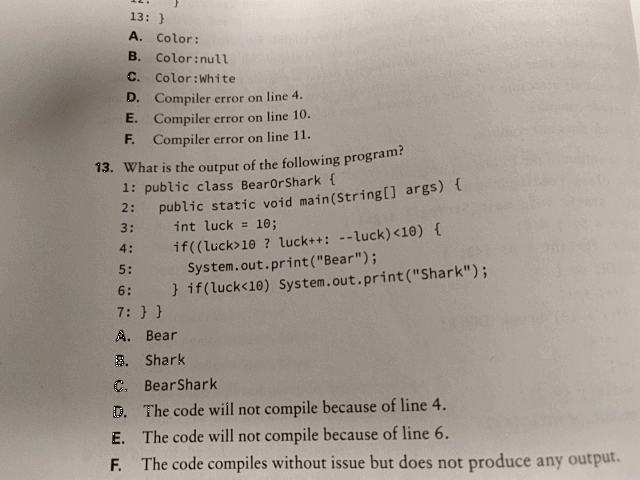 12: }
13: }
A. Color:
B. Color:null
C. Color:White
D. Compiler error on line 4.
E. Compiler error on line 10.
F. Compiler error on line 11.
13. What is the output of the following program?
1: public class BearOrShark {
2: public static void main(String[] args) {
3: int luck = 10;
4: if((luck>10 ? luck++: --luck)<10) {
5: System.out.print("Bear");
6: } if(luck<10) System.out.print("Shark");
7: } }
A. Bear
B. Shark
C. BearShark
D. The code will not compile because of line 4.
E. The code will not compile because of line 6.
F. The code compiles without issue but does not produce any output.